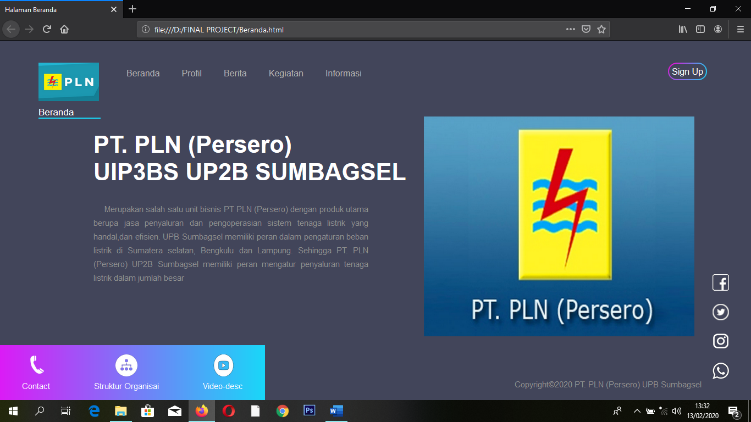 Halaman Beranda
file:///D:/FINAL PROJECT/Beranda.html
PLN
Beranda Profil Berita Kegiatan Informasi
Sign Up
Beranda
PT. PLN (Persero)
UIP3BS UP2B SUMBAGSEL
Merupakan salah satu unit bisnis PT PLN (Persero) dengan produk utama
berupa jasa penyaluran dan pengoperasian sistem tenaga listrik yang
handal,dan efisien. UPB Sumbagsel memiliki peran dalam pengaturan beban
listrik di Sumatera selatan, Bengkulu dan Lampung. Sehingga PT. PLN
(Persero) UP2B Sumbagsel memiliki peran mengatur penyaluran tenaga
listrik dalam jumlah besar
PT. PLN (Persero)
Contact Struktur Organisai Video-desc
Copyright©2020 PT. PLN (Persero) UPB Sumbagsel
13:32
13/02/2020
2